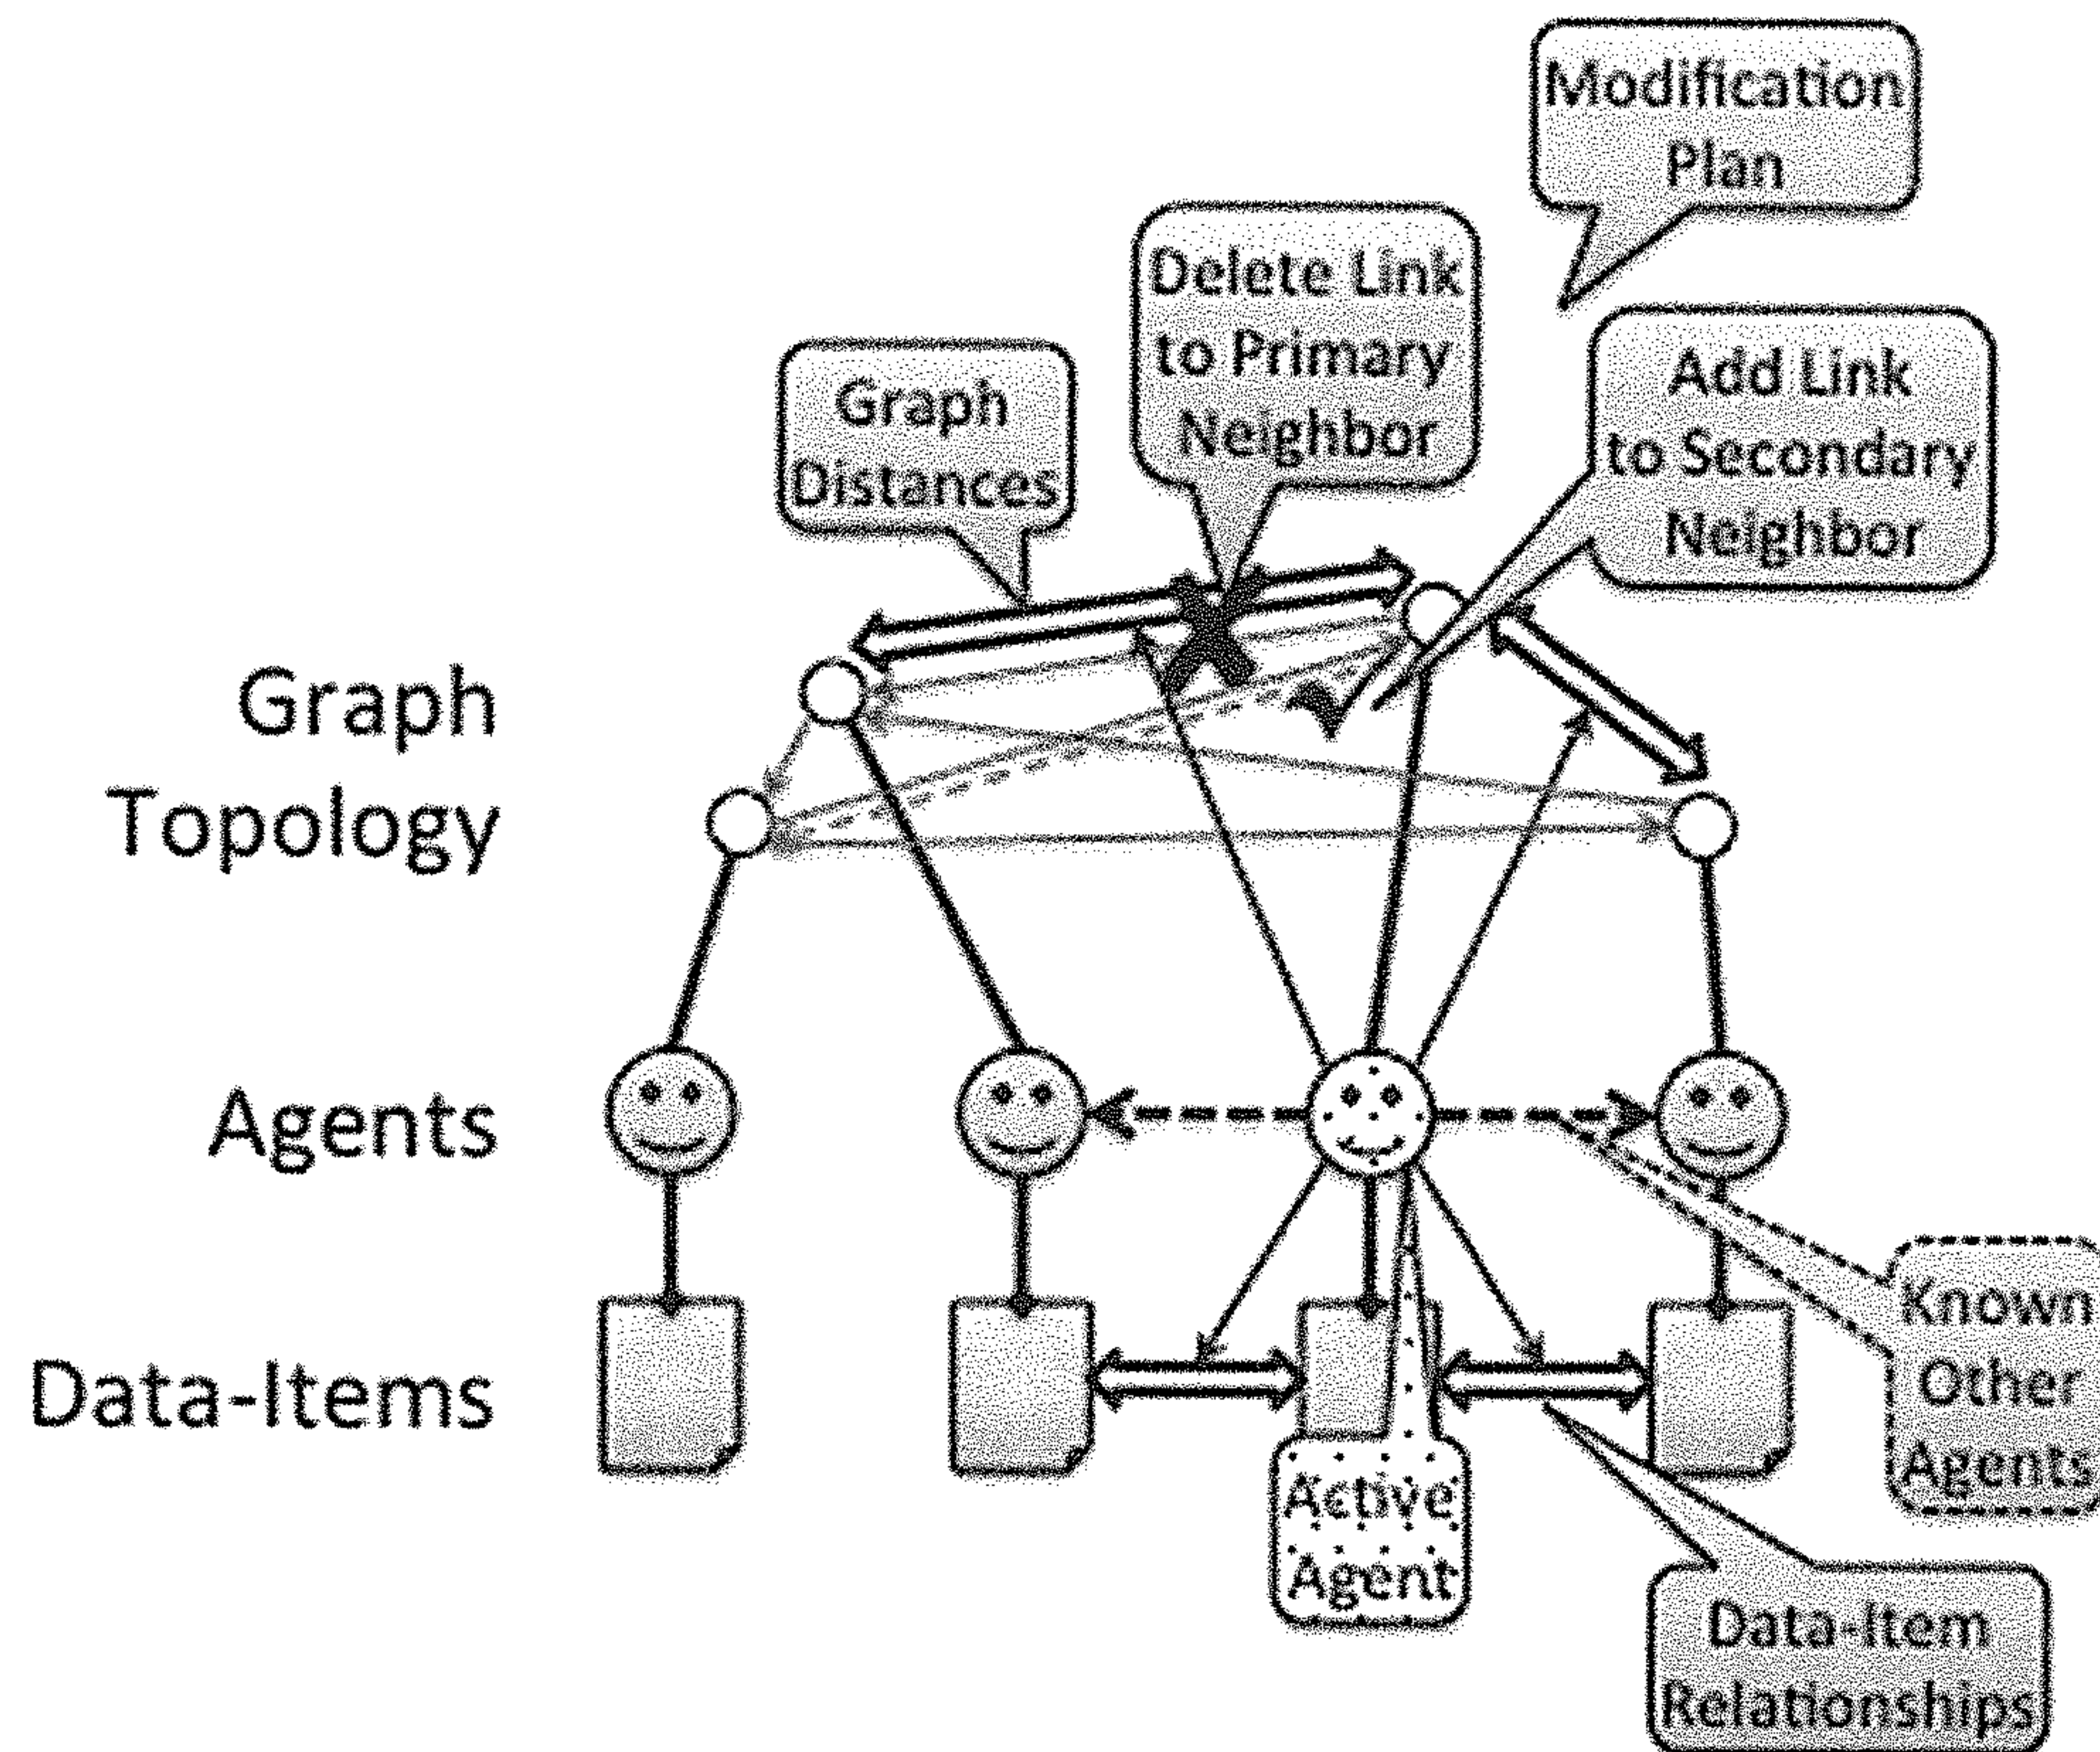 Modification
Plan
Delete Link
to Primary
Neighbor
Graph
Distances
Add Link
to Secondary
Neighbor
Graph
Topology
Agents
Known
Other
Agents
Data-Items
Active
Agent
Data-Item
Relationships